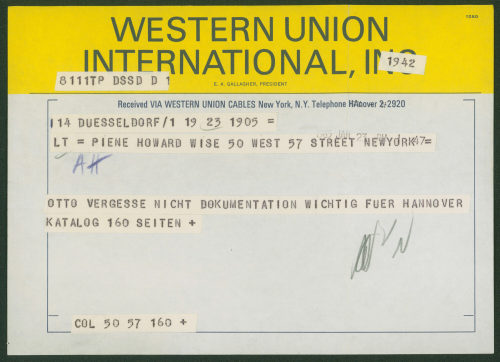 1280
WESTERN UNION
INTERNATIONAL, INC
1942
8111TP DSSD D 1
E. A. GALLAGHER, PRESIDENT
Received VIA WESTERN UNION CABLES New York, N.Y. Telephone HAnover 2-2920
114 DUESSELDORF/1 19 23 1905 =
LT = PIENE HOWARD WISE 50 WEST 57 STREET NEWYORK47=
AH
OTTO VERGESSE NICHT DOKUMENTATION WICHTIG FUER HANNOVER
KATALOG 160 SEITEN +
COL 50 57 160 +